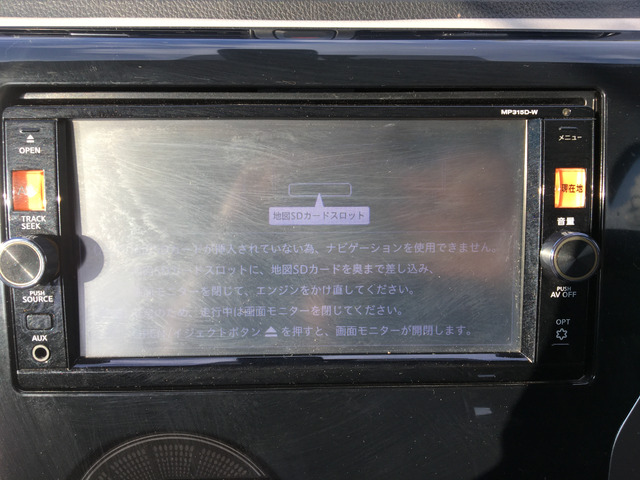 MP315D-W
OPEN
メニュー
現在地
TRACK
SEEK
音量
地図SDカードスロット
が挿入されていない為、ナビゲーションを使用できません。
カードスロットに、地図SDカードを奥まで差し込み、
モニターを閉じて、エンジンをかけ直してください。
のため、走行中は画面モニターを閉じてください。
イジェクトボタン⏏を押すと、画面モニターが開閉します。
PUSH
SOURCE
PUSH
AV OFF
AUX
OPT